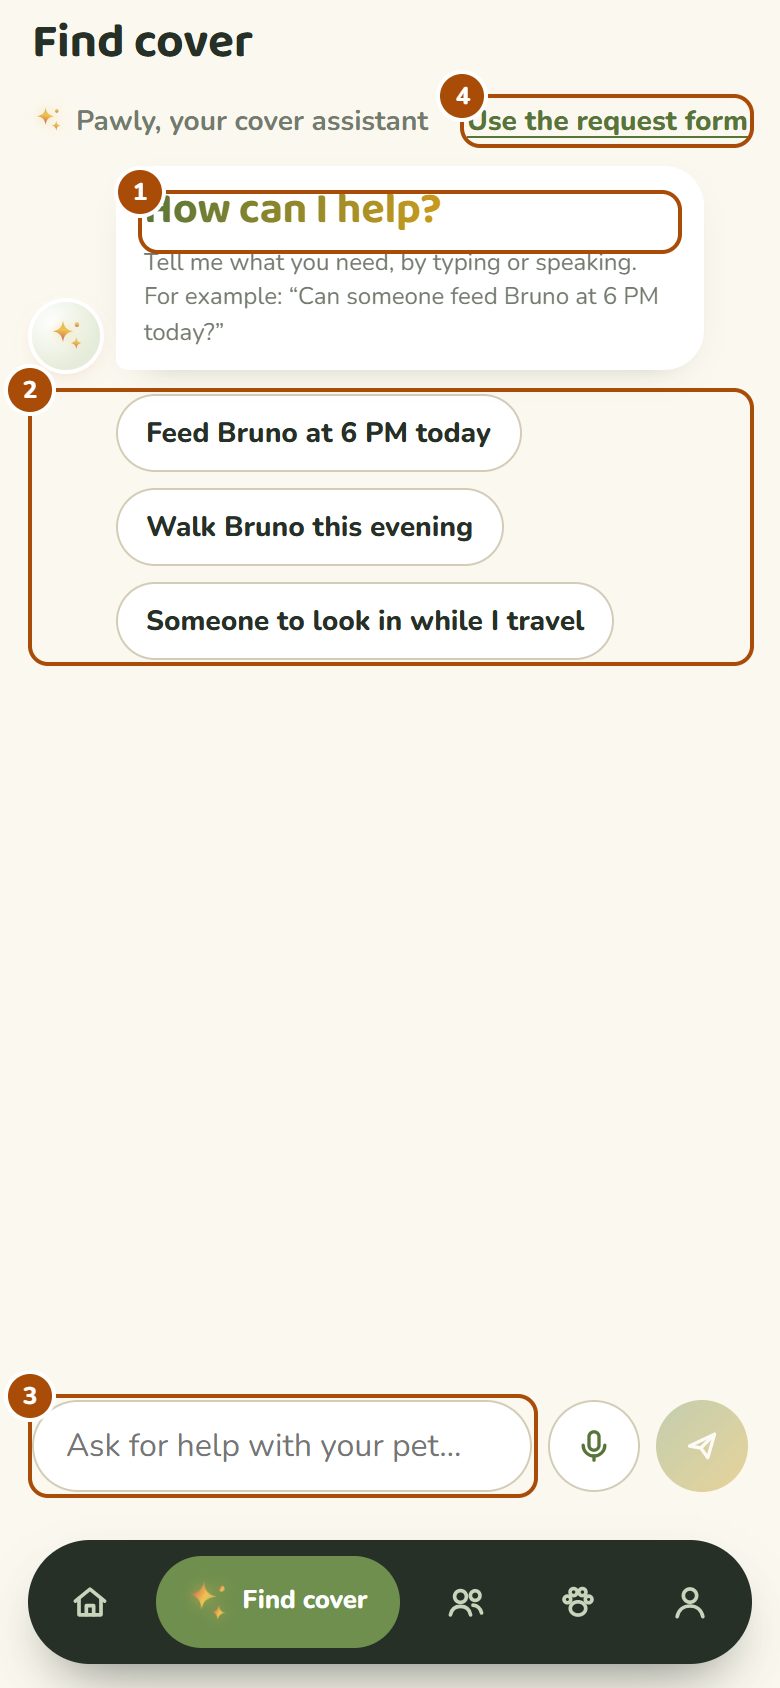 Find cover
Pawly, your cover assistant
4
Use the request form
1
How can I help?
Tell me what you need, by typing or speaking.
For example: “Can someone feed Bruno at 6 PM
today?”
2
Feed Bruno at 6 PM today
Walk Bruno this evening
Someone to look in while I travel
3
Ask for help with your pet...
Find cover